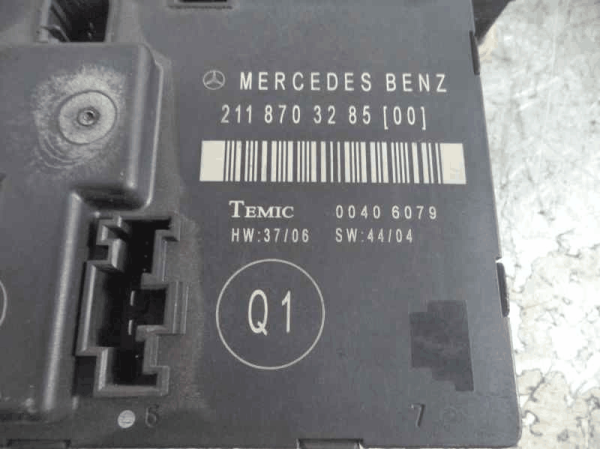 MERCEDES BENZ
211 870 32 85 [00]
TEMIC 0040 6079
HW:37/06 SW:44/04
Q1
6 7